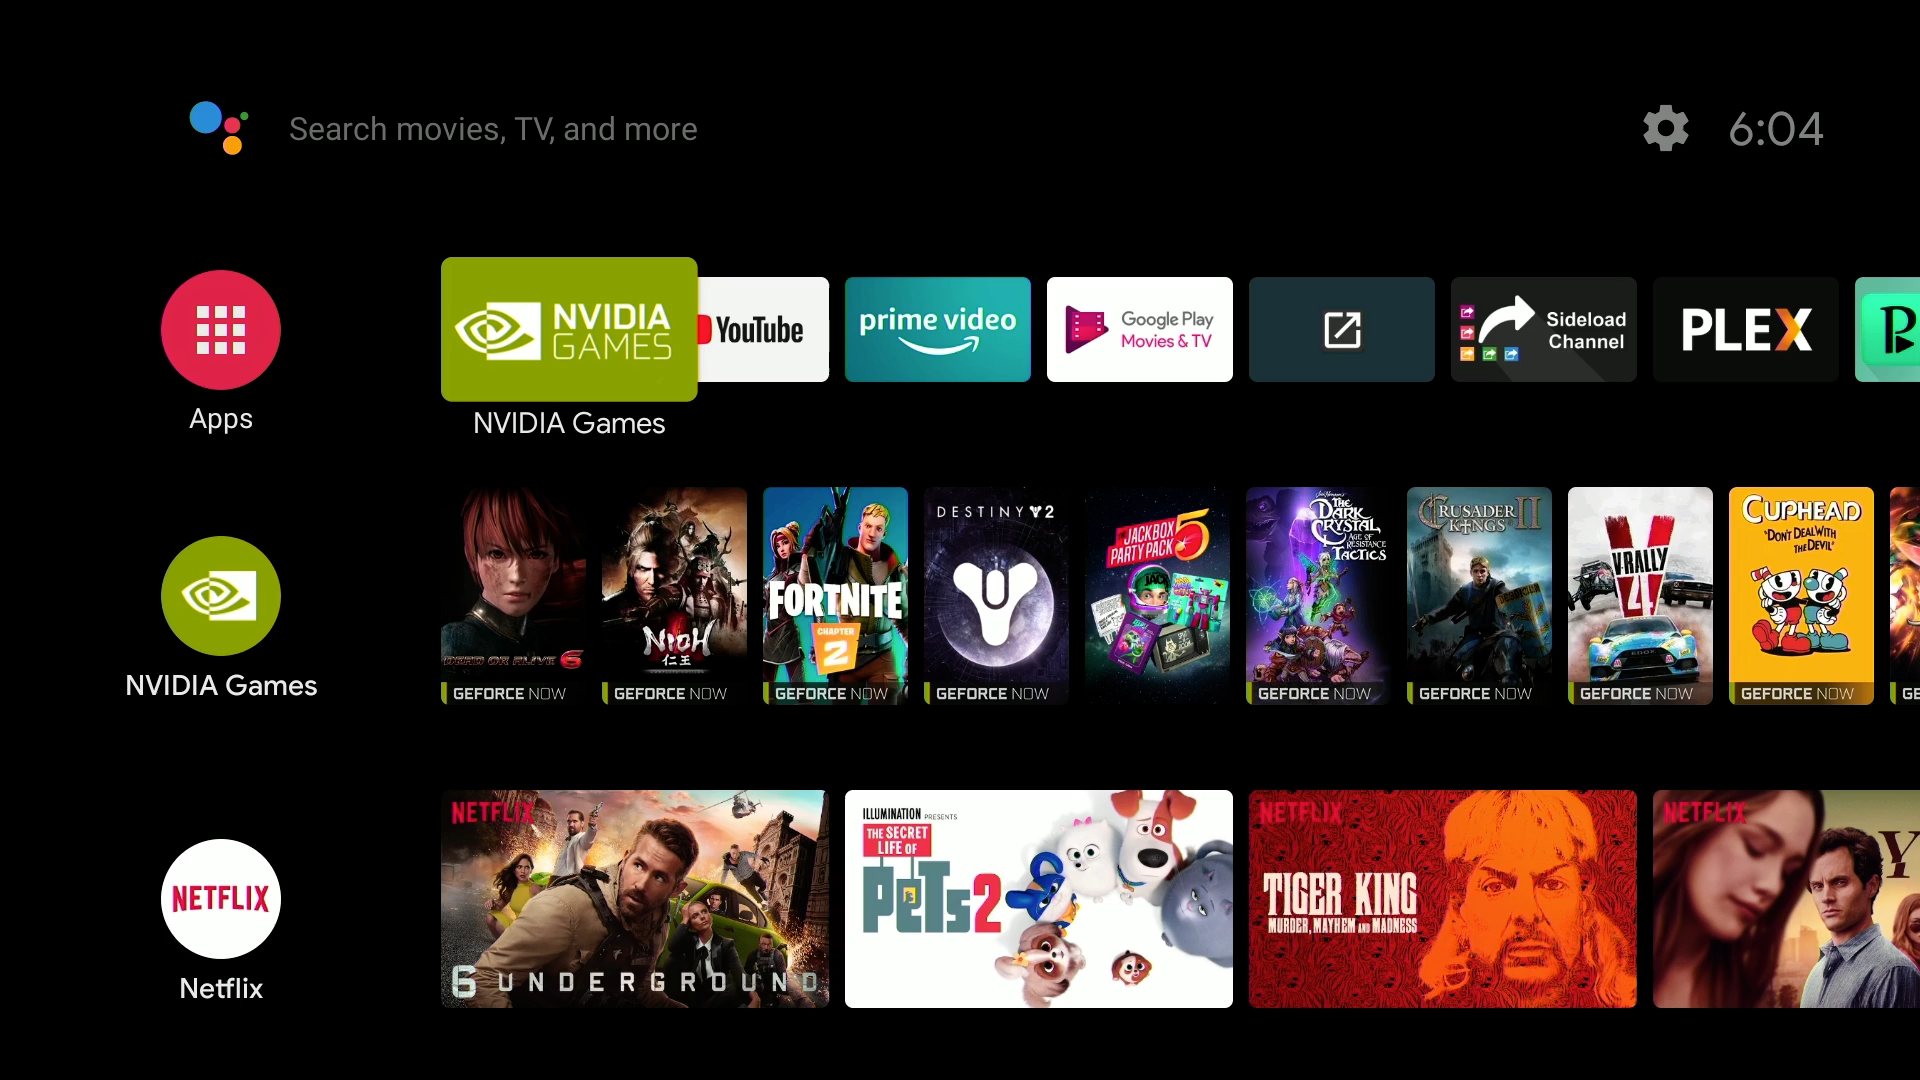 Search movies, TV, and more
6:04
NVIDIA
GAMES
YouTube
prime video
Google Play
Movies & TV
Sideload
Channel
PLEX
Apps
NVIDIA Games
DEAD OR ALIVE 6
GEFORCE NOW
NIOH
仁王
GEFORCE NOW
FORTNITE
CHAPTER
2
GEFORCE NOW
DESTINY 2
GEFORCE NOW
JACKBOX
PARTY PACK 5
THE
DARK
CRYSTAL
AGE OF
RESISTANCE
TACTICS
GEFORCE NOW
CRUSADER
KINGS II
GEFORCE NOW
V-RALLY
4
GEFORCE NOW
CUPHEAD
"DON'T DEAL WITH
THE DEVIL"
GEFORCE NOW
GE
NVIDIA Games
NETFLIX
6 UNDERGROUND
ILLUMINATION PRESENTS
THE SECRET
LIFE OF
PETS 2
NETFLIX
TIGER KING
MURDER, MAYHEM AND MADNESS
NETFLIX
Y
NETFLIX
Netflix